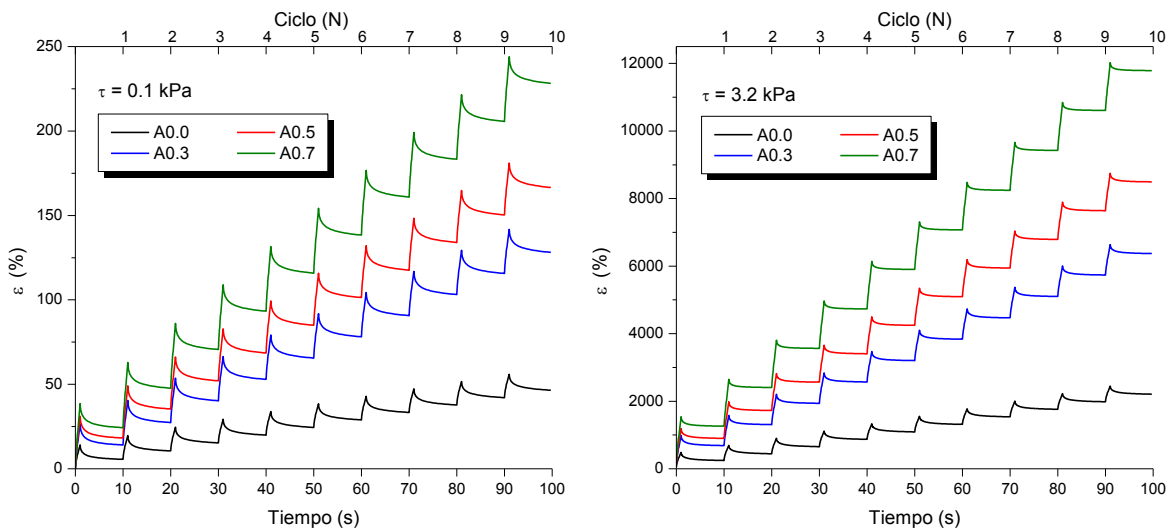 Ciclo (N)
1 2 3 4 5 6 7 8 9 10
250
200
150
100
50
0
ε (%)
τ = 0.1 kPa
A0.0 A0.5
A0.3 A0.7
0 10 20 30 40 50 60 70 80 90 100
Tiempo (s)
Ciclo (N)
1 2 3 4 5 6 7 8 9 10
12000
10000
8000
6000
4000
2000
0
ε (%)
τ = 3.2 kPa
A0.0 A0.5
A0.3 A0.7
0 10 20 30 40 50 60 70 80 90 100
Tiempo (s)